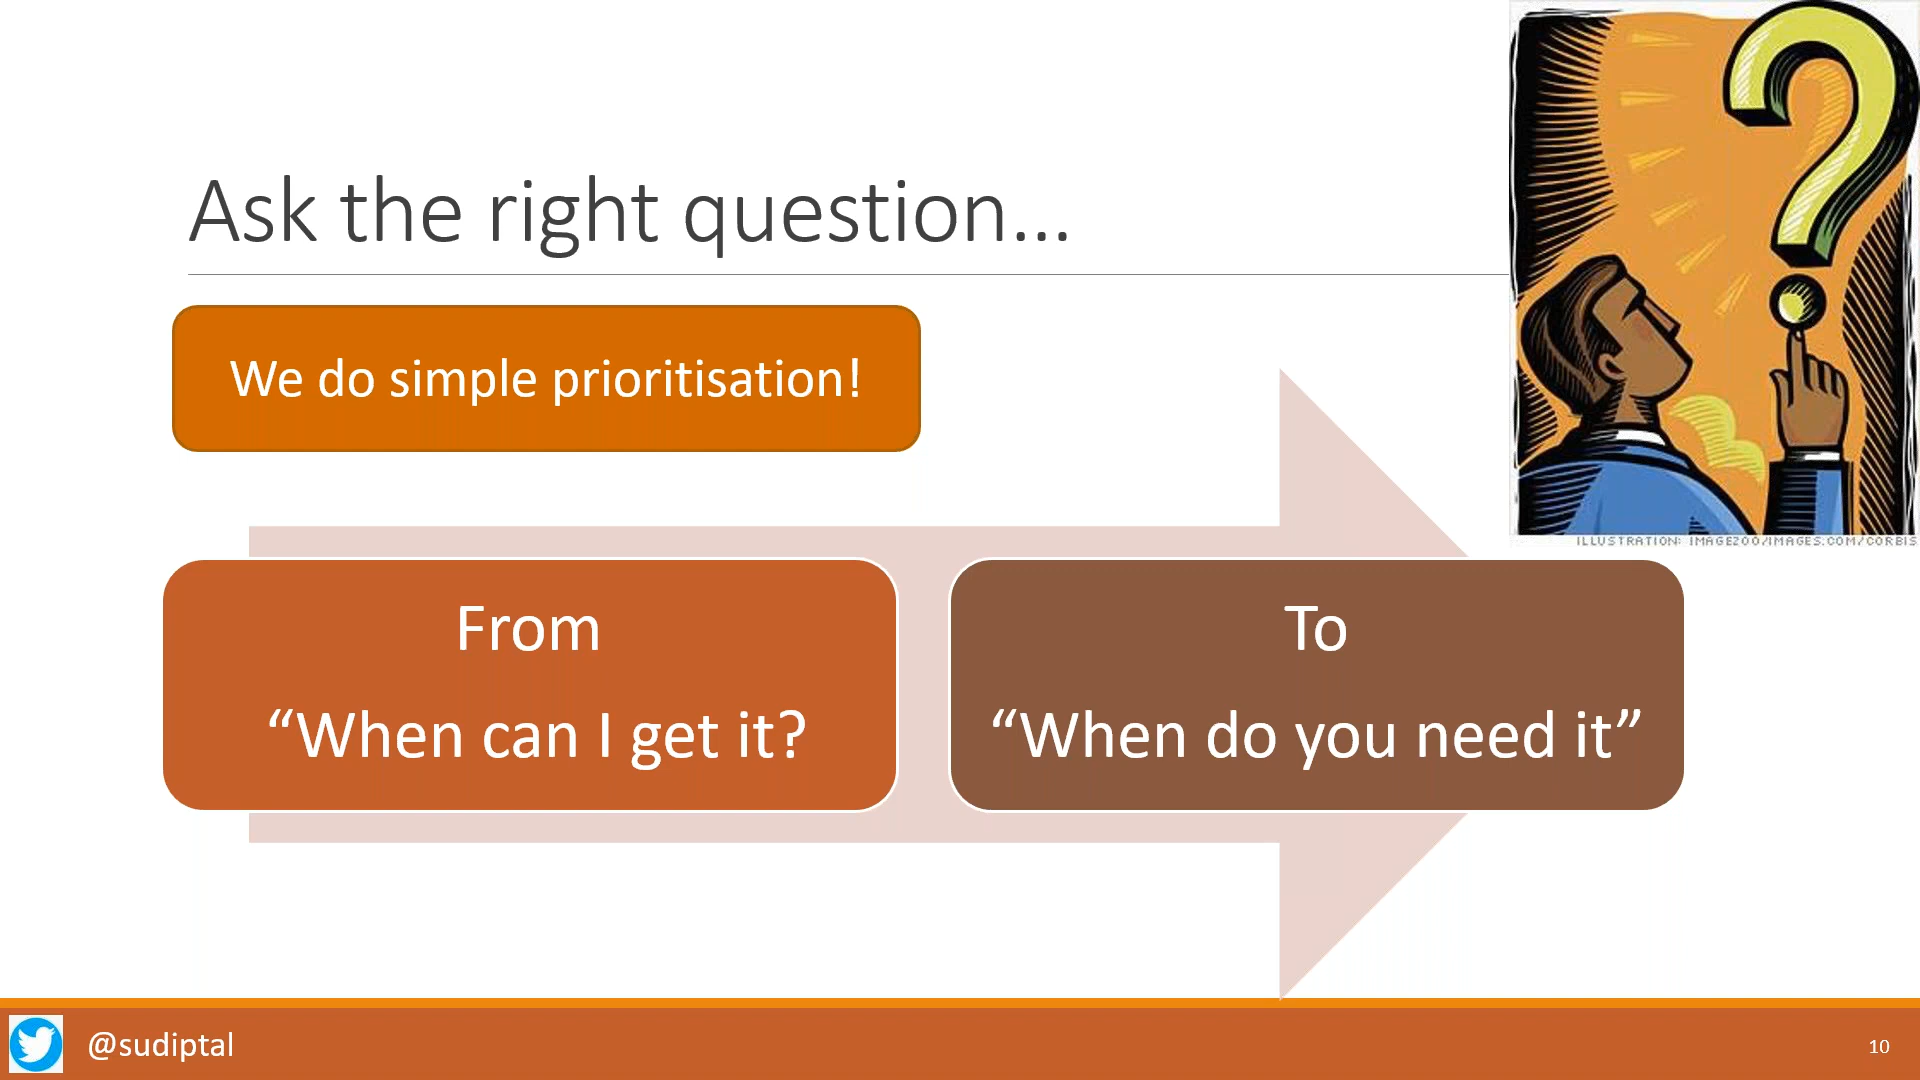 Ask the right question...
We do simple prioritisation!
From
“When can I get it?
To
“When do you need it”
ILLUSTRATION: IMAGEZOO/IMAGES.COM/CORBIS
@sudiptal
10